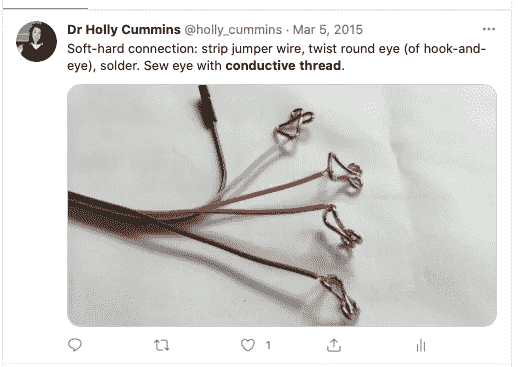 Dr Holly Cummins @holly_cummins · Mar 5, 2015
Soft-hard connection: strip jumper wire, twist round eye (of hook-and-
eye), solder. Sew eye with conductive thread.
1